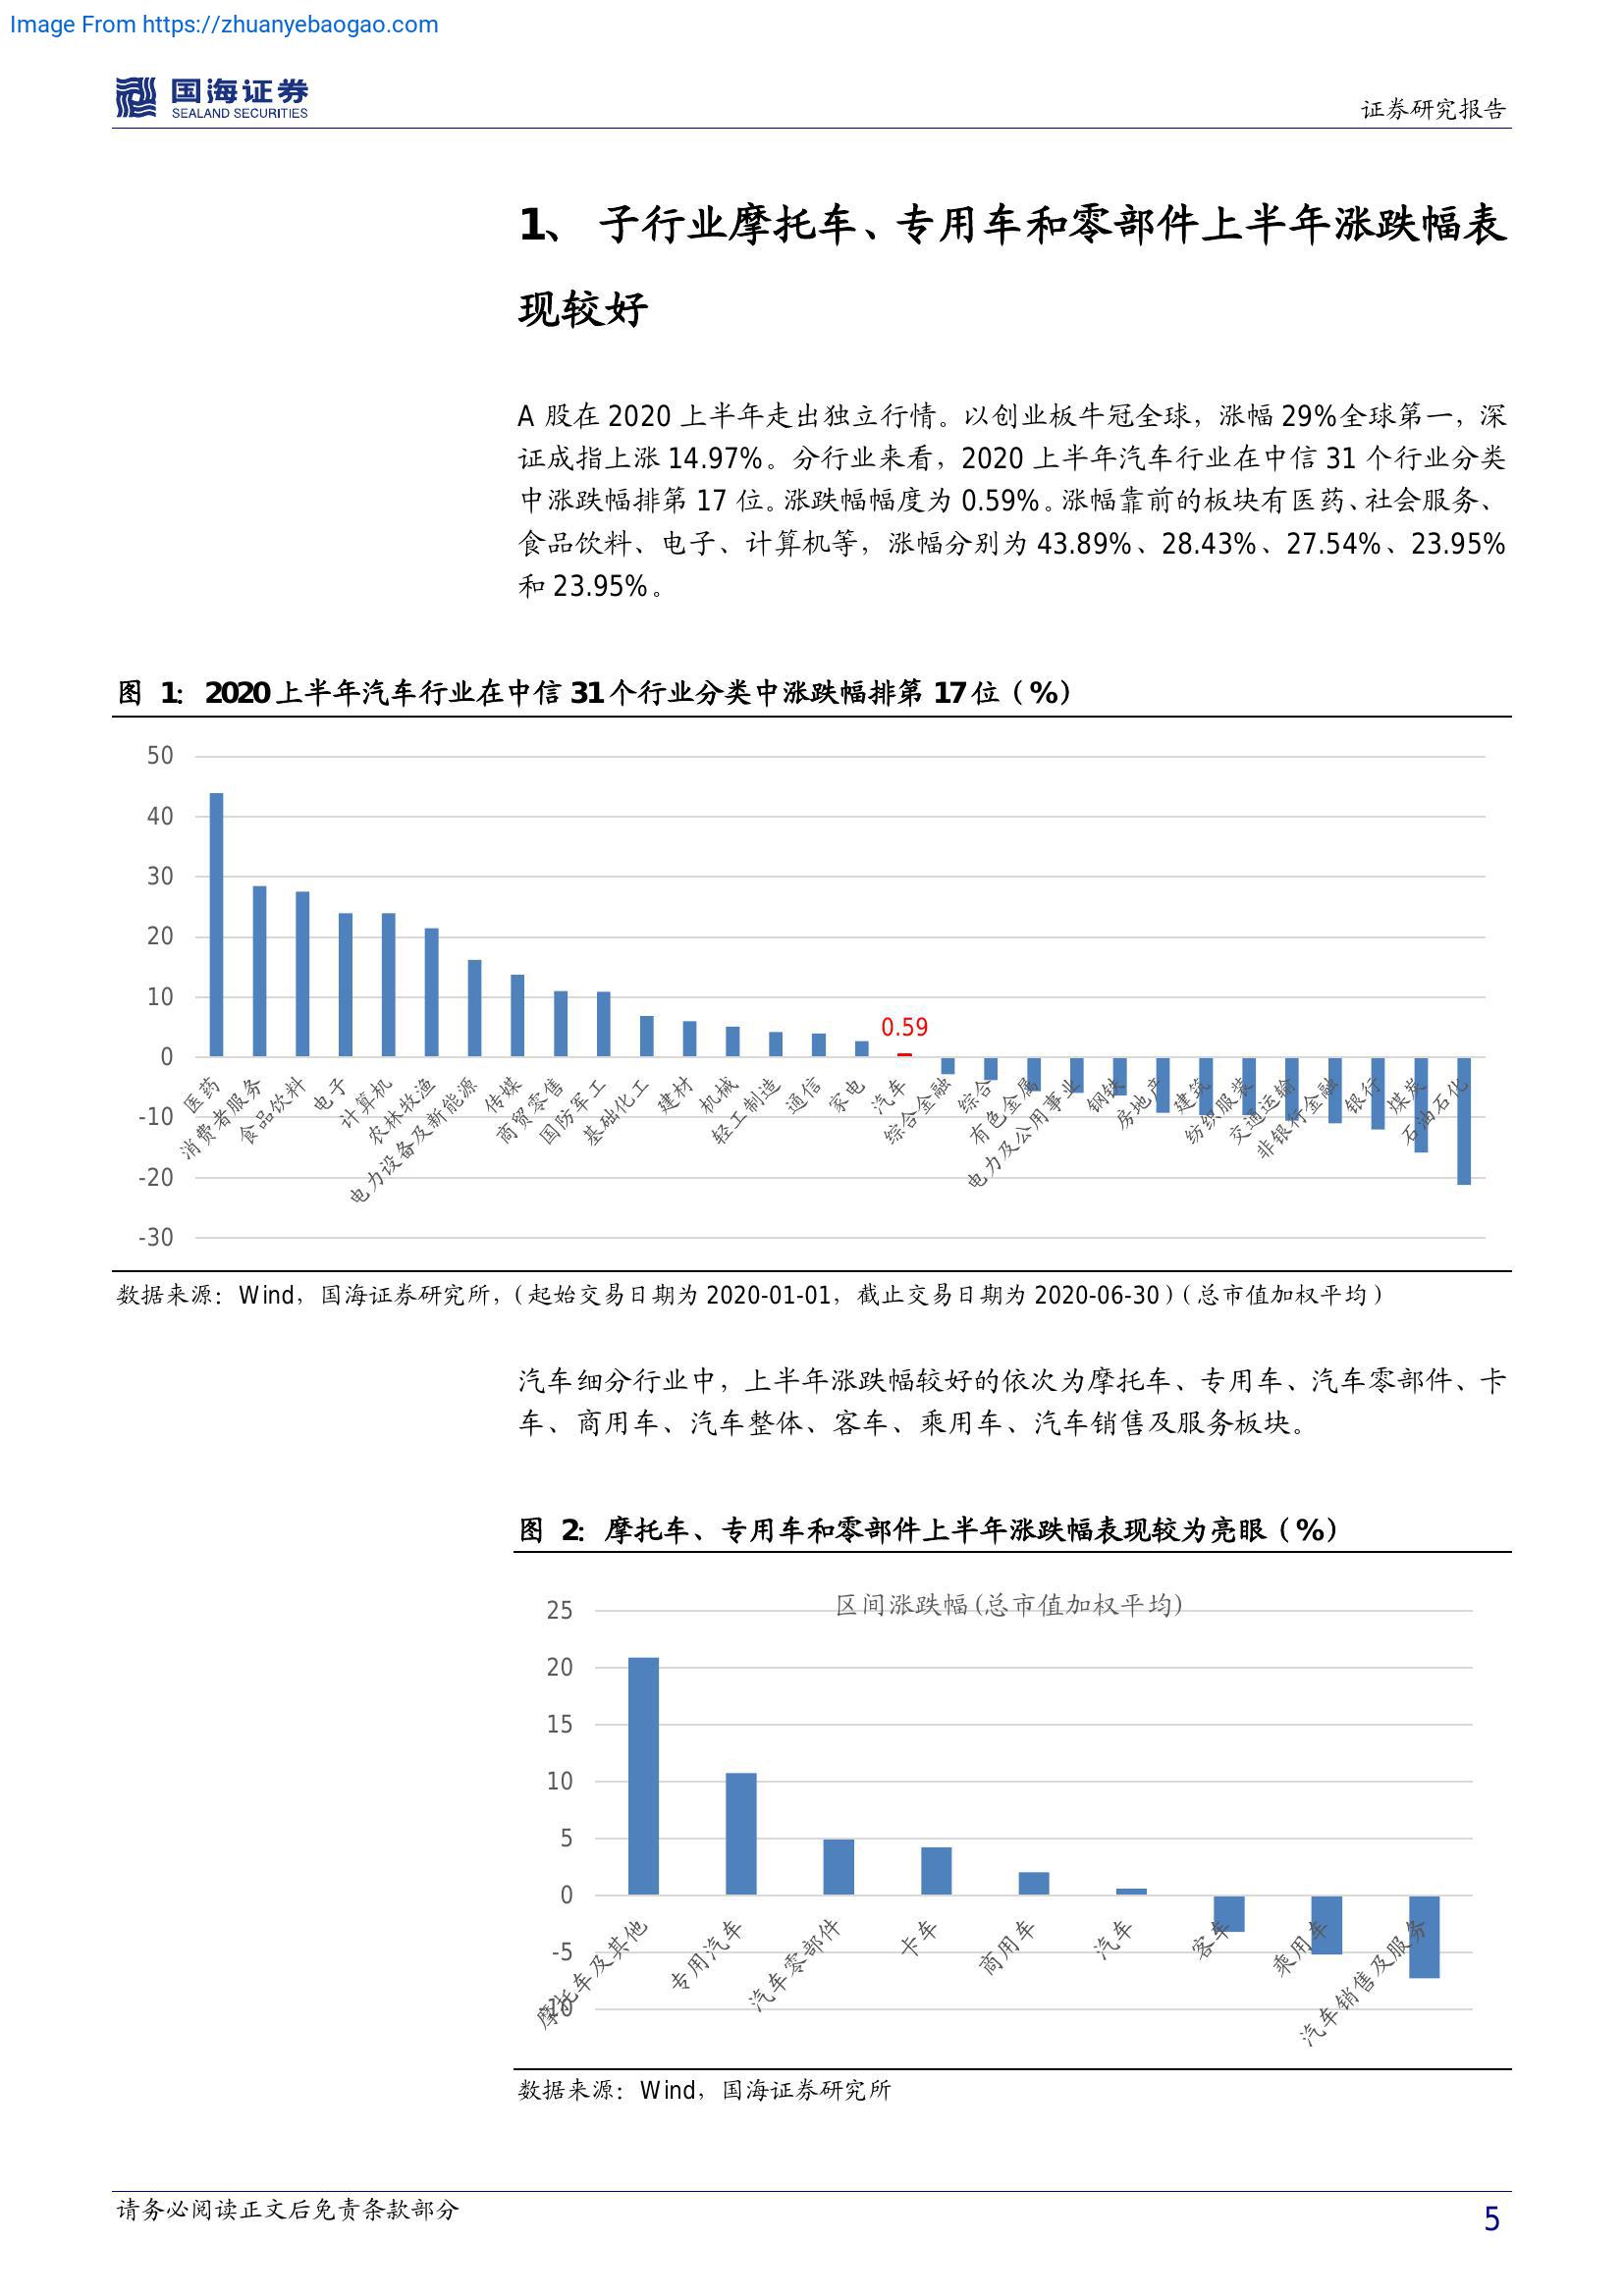 Image From https://zhuanyebaogao.com
国海证券
SEALAND SECURITIES
证券研究报告
1、 子行业摩托车、专用车和零部件上半年涨跌幅表
现较好
A 股在 2020 上半年走出独立行情。以创业板牛冠全球，涨幅 29%全球第一，深
证成指上涨 14.97%。分行业来看，2020 上半年汽车行业在中信 31 个行业分类
中涨跌幅排第 17 位。涨跌幅幅度为 0.59%。涨幅靠前的板块有医药、社会服务、
食品饮料、电子、计算机等，涨幅分别为 43.89%、28.43%、27.54%、23.95%
和 23.95%。
图 1：2020 上半年汽车行业在中信 31 个行业分类中涨跌幅排第 17 位（%）
50
40
30
20
10
0
-10
-20
-30
0.59
医药
消费者服务
食品饮料
电子
计算机
农林牧渔
电力设备及新能源
传媒
商贸零售
国防军工
基础化工
建材
机械
轻工制造
通信
家电
汽车
综合金融
综合
有色金属
电力及公用事业
钢铁
房地产
建筑
纺织服装
交通运输
非银行金融
银行
煤炭
石油石化
数据来源：Wind，国海证券研究所，（起始交易日期为 2020-01-01，截止交易日期为 2020-06-30）（总市值加权平均）
汽车细分行业中，上半年涨跌幅较好的依次为摩托车、专用车、汽车零部件、卡
车、商用车、汽车整体、客车、乘用车、汽车销售及服务板块。
图 2：摩托车、专用车和零部件上半年涨跌幅表现较为亮眼（%）
区间涨跌幅(总市值加权平均)
25
20
15
10
5
0
-5
-10
摩托车及其他
专用汽车
汽车零部件
卡车
商用车
汽车
客车
乘用车
汽车销售及服务
数据来源：Wind，国海证券研究所
请务必阅读正文后免责条款部分
5